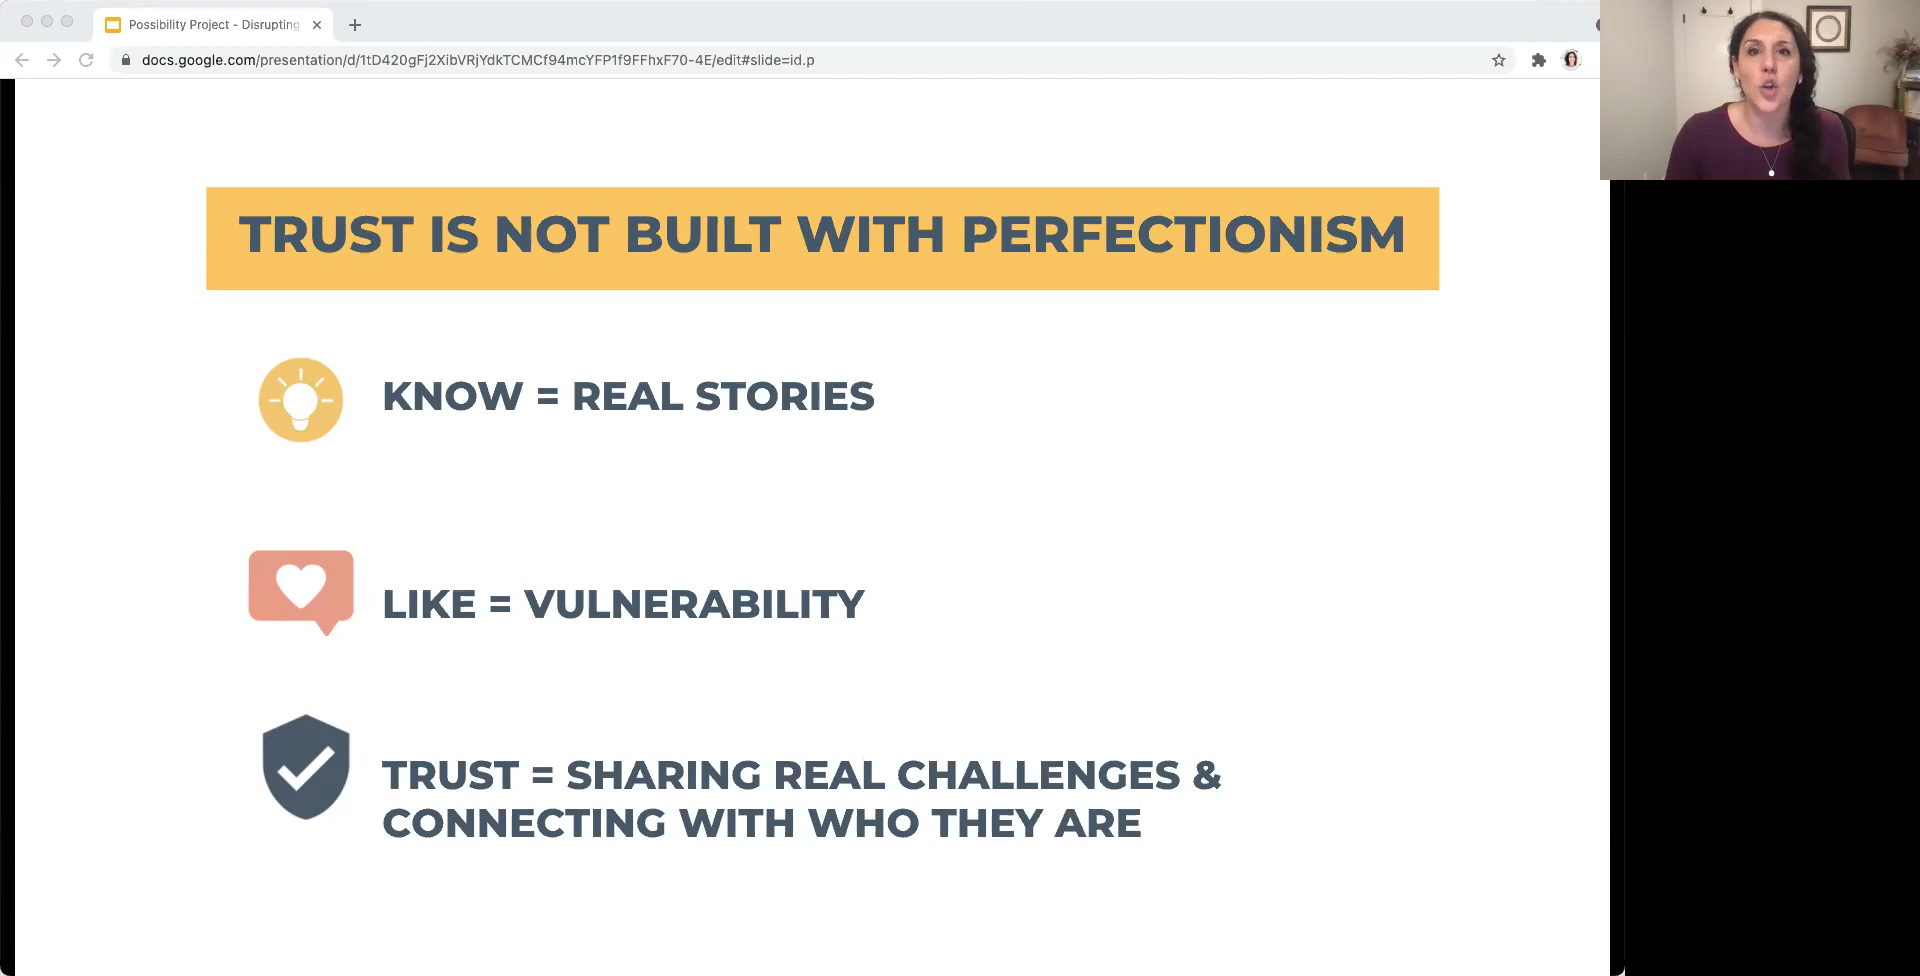 Possibility Project - Disrupting
docs.google.com/presentation/d/1tD420gFj2XibVRjYdkTCMCf94mcYFP1f9FFhxF70-4E/edit#slide=id.p
TRUST IS NOT BUILT WITH PERFECTIONISM
KNOW = REAL STORIES
LIKE = VULNERABILITY
TRUST = SHARING REAL CHALLENGES &
CONNECTING WITH WHO THEY ARE